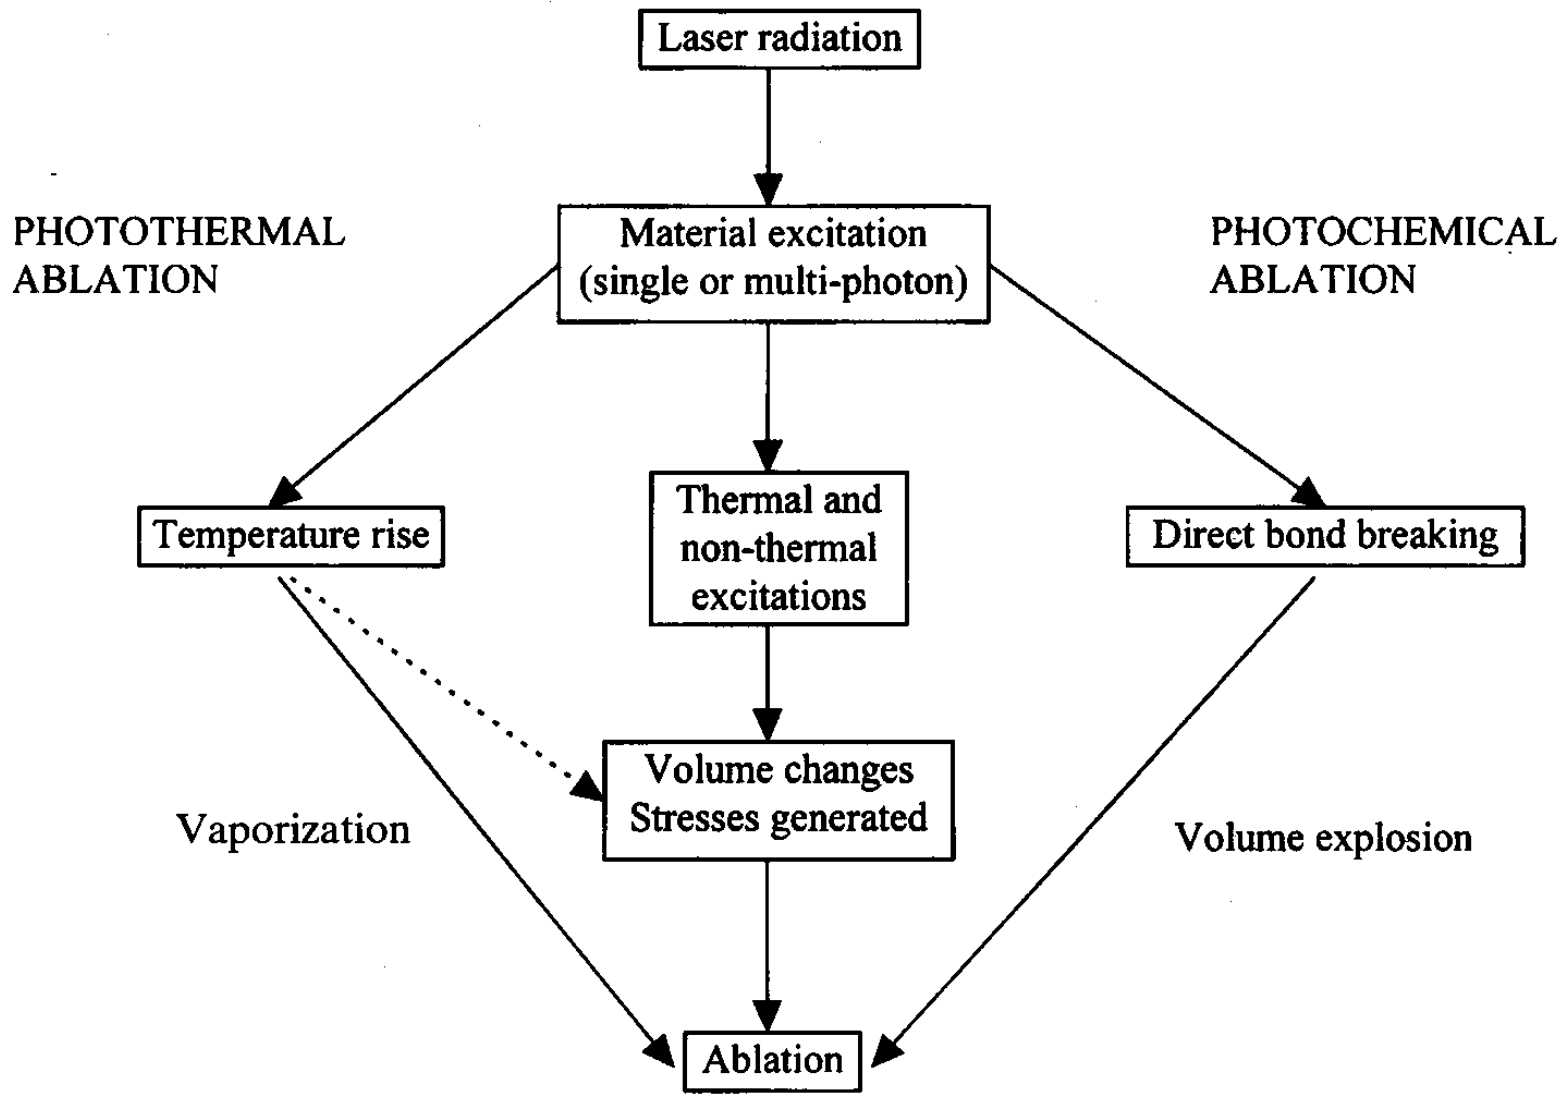 Laser radiation
PHOTOTHERMAL
ABLATION
Material excitation
(single or multi-photon)
PHOTOCHEMICAL
ABLATION
Temperature rise
Thermal and
non-thermal
excitations
Direct bond breaking
Volume changes
Stresses generated
Vaporization
Volume explosion
Ablation